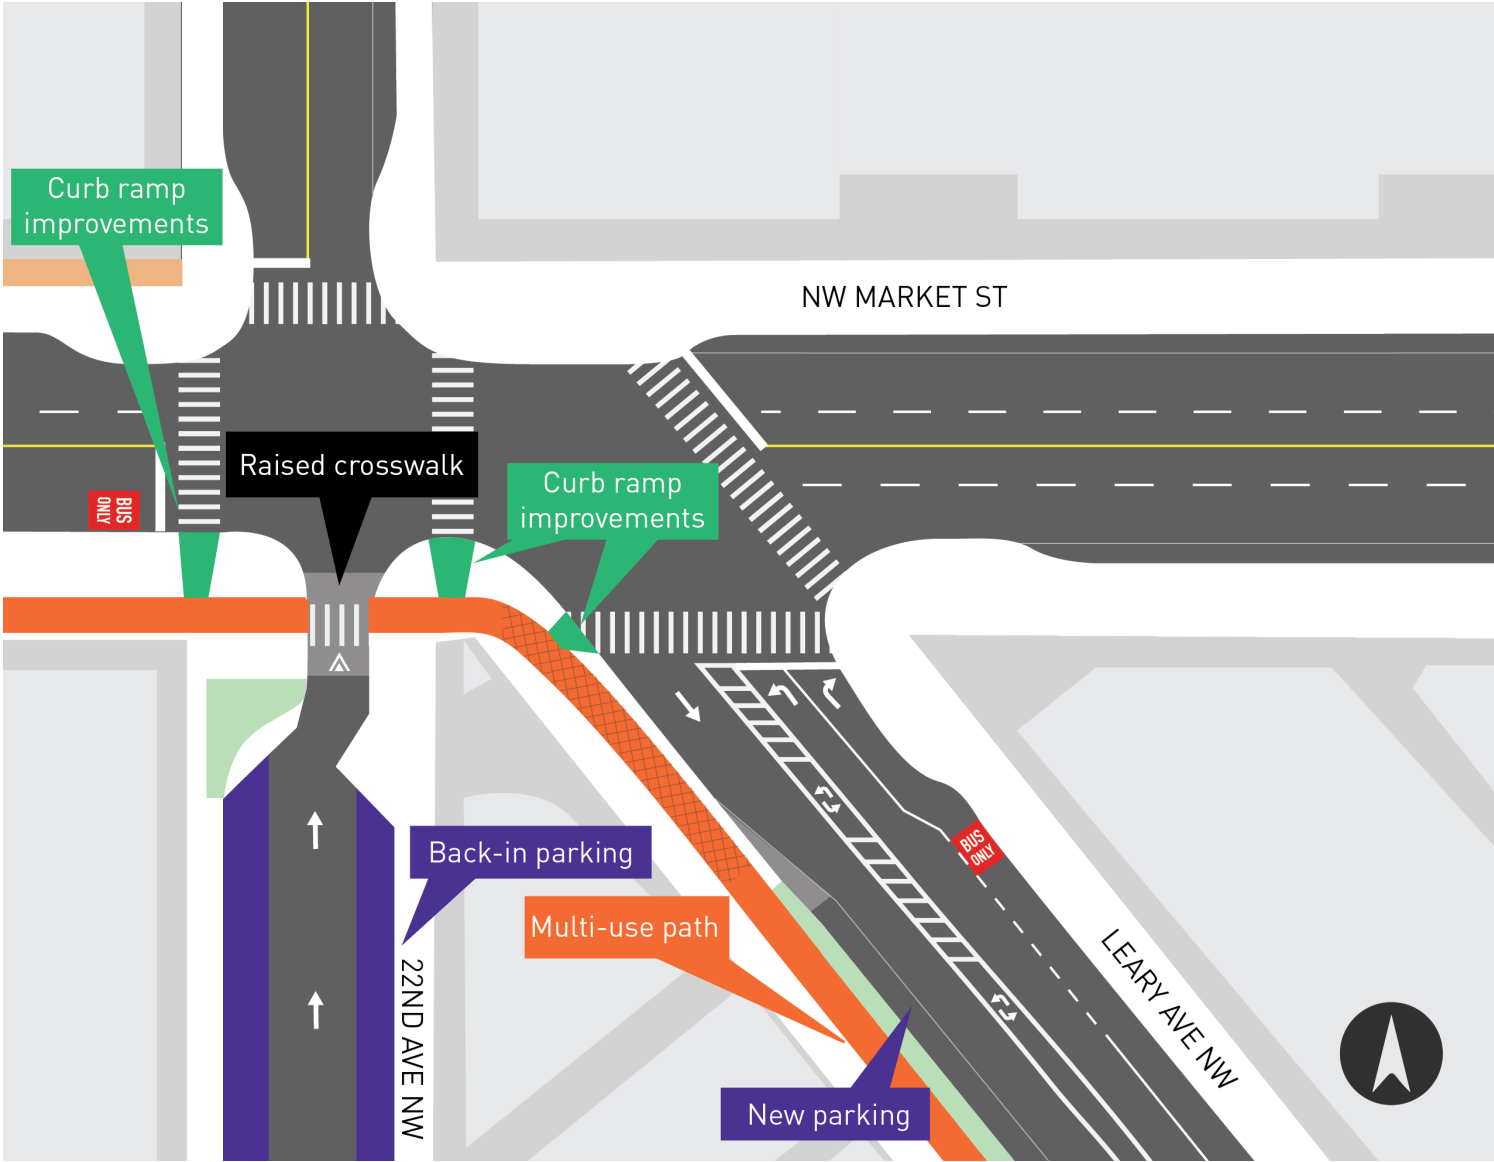 Curb ramp
improvements
NW MARKET ST
Raised crosswalk
Curb ramp
improvements
BUS
ONLY
BUS
ONLY
Back-in parking
Multi-use path
22ND AVE NW
LEARY AVE NW
New parking